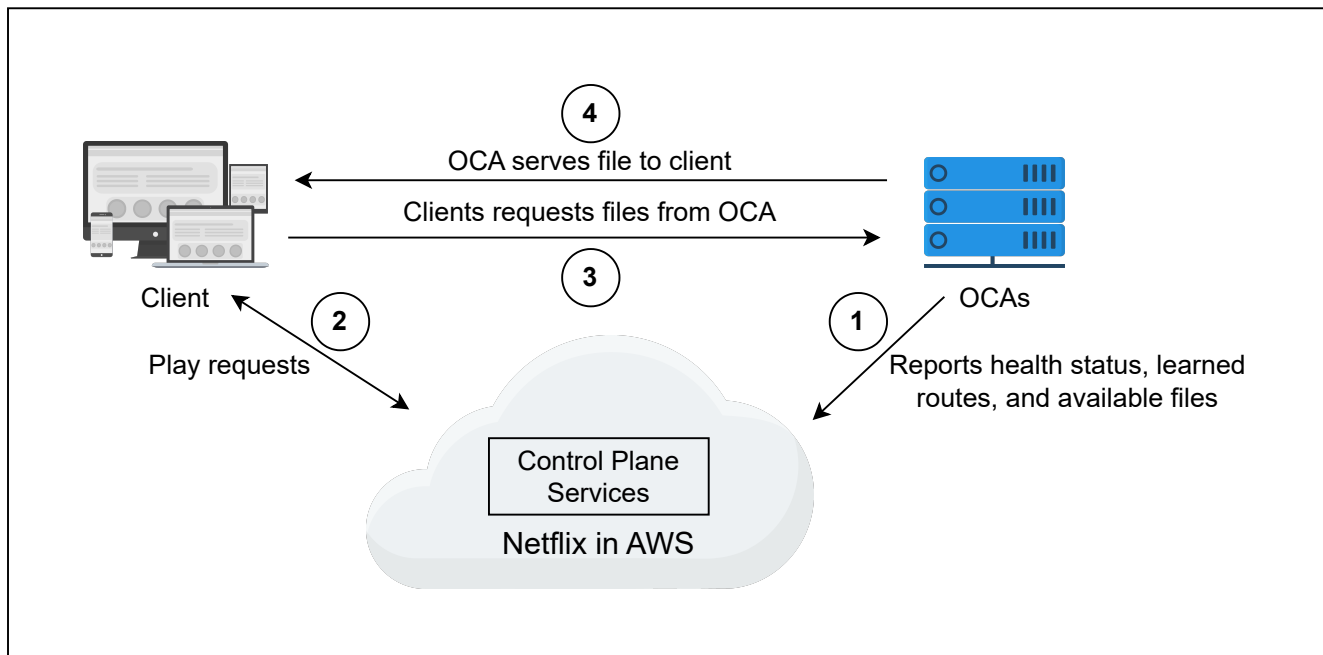 4
OCA serves file to client
Clients requests files from OCA
3
Client
OCAs
2
1
Play requests
Reports health status, learned
routes, and available files
Control Plane
Services
Netflix in AWS